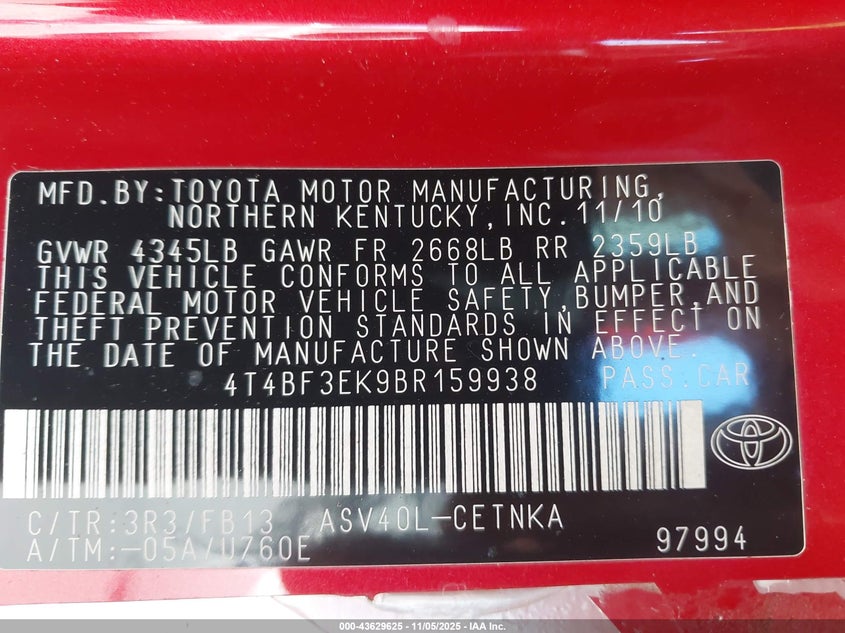 MFD.BY:TOYOTA MOTOR MANUFACTURING,
NORTHERN KENTUCKY,INC.11/10
GVWR 4345LB GAWR FR 2668LB RR 2359LB
THIS VEHICLE CONFORMS TO ALL APPLICABLE
FEDERAL MOTOR VEHICLE SAFETY,BUMPER,AND
THEFT PREVENTION STANDARDS IN EFFECT ON
THE DATE OF MANUFACTURE SHOWN ABOVE.
4T4BF3EK9BR159938 PASS.CAR
C/TR:3R3/FB13 ASV40L-CETNKA
A/TM:-05A/U760E 97994
000-43629625 - 11/05/2025 - IAA Inc.